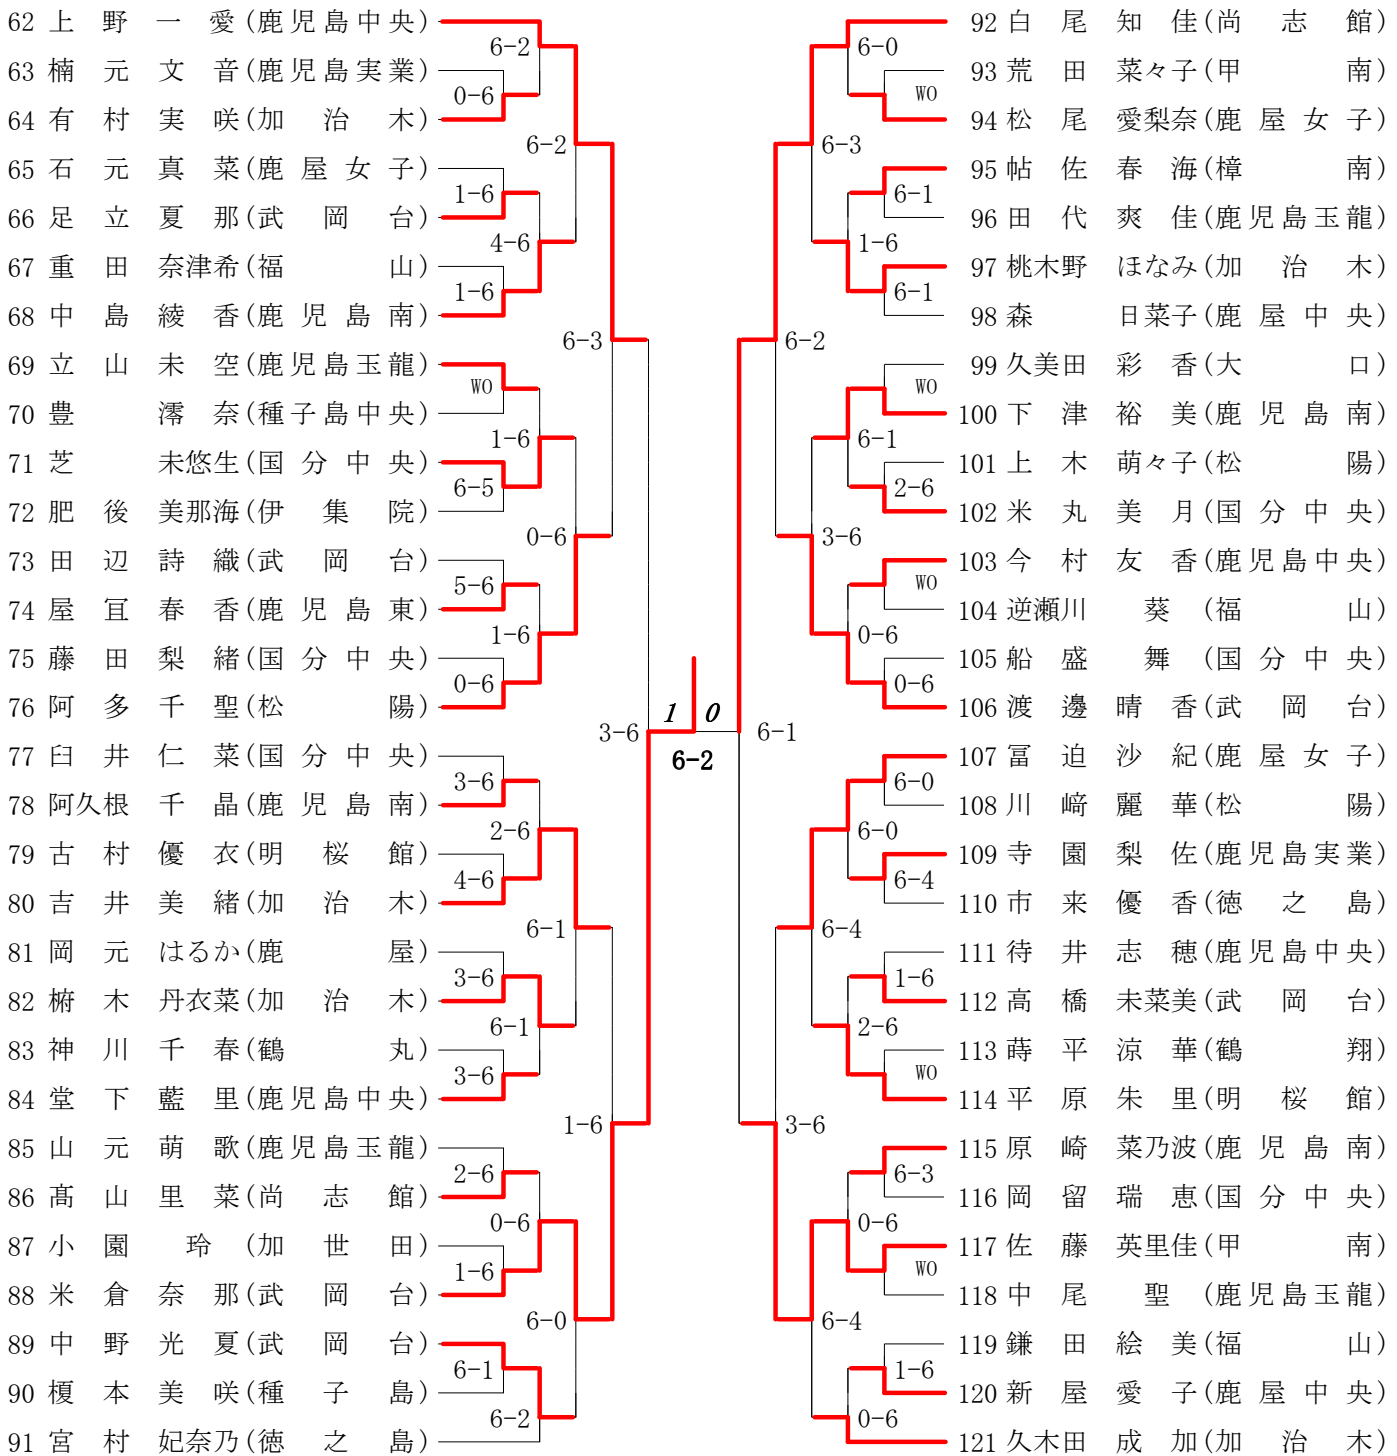 62 上野一愛(鹿児島中央)
6-2
63 楠元文音(鹿児島実業)
0-6
64 有村実咲(加治木)
6-2
65 石元真菜(鹿屋女子)
1-6
66 足立夏那(武岡台)
4-6
67 重田奈津希(福山)
1-6
68 中島綾香(鹿児島南)
6-3
69 立山未空(鹿児島玉龍)
WO
70 豊澪奈(種子島中央)
1-6
71 芝未悠生(国分中央)
6-5
72 肥後美那海(伊集院)
0-6
73 田辺詩織(武岡台)
5-6
74 屋冝春香(鹿児島東)
1-6
75 藤田梨緒(国分中央)
0-6
76 阿多千聖(松陽)
3-6
77 臼井仁菜(国分中央)
3-6
78 阿久根千晶(鹿児島南)
2-6
79 古村優衣(明桜館)
4-6
80 吉井美緒(加治木)
6-1
81 岡元はるか(鹿屋)
3-6
82 椨木丹衣菜(加治木)
6-1
83 神川千春(鶴丸)
3-6
84 堂下藍里(鹿児島中央)
1-6
85 山元萌歌(鹿児島玉龍)
2-6
86 髙山里菜(尚志館)
0-6
87 小園玲(加世田)
1-6
88 米倉奈那(武岡台)
6-0
89 中野光夏(武岡台)
6-1
90 榎本美咲(種子島)
6-2
91 宮村妃奈乃(徳之島)
1 0
6-2
92 白尾知佳(尚志館)
6-0
93 荒田菜々子(甲南)
WO
94 松尾愛梨奈(鹿屋女子)
6-3
95 帖佐春海(樟南)
6-1
96 田代爽佳(鹿児島玉龍)
1-6
97 桃木野ほなみ(加治木)
6-1
98 森日菜子(鹿屋中央)
6-2
99 久美田彩香(大口)
WO
100 下津裕美(鹿児島南)
6-1
101 上木萌々子(松陽)
2-6
102 米丸美月(国分中央)
3-6
103 今村友香(鹿児島中央)
WO
104 逆瀬川葵(福山)
0-6
105 船盛舞(国分中央)
0-6
106 渡邊晴香(武岡台)
6-1
107 冨迫沙紀(鹿屋女子)
6-0
108 川﨑麗華(松陽)
6-0
109 寺園梨佐(鹿児島実業)
6-4
110 市来優香(徳之島)
6-4
111 待井志穂(鹿児島中央)
1-6
112 高橋未菜美(武岡台)
2-6
113 蒔平涼華(鶴翔)
WO
114 平原朱里(明桜館)
3-6
115 原崎菜乃波(鹿児島南)
6-3
116 岡留瑞恵(国分中央)
0-6
117 佐藤英里佳(甲南)
WO
118 中尾聖(鹿児島玉龍)
6-4
119 鎌田絵美(福山)
1-6
120 新屋愛子(鹿屋中央)
0-6
121 久木田成加(加治木)